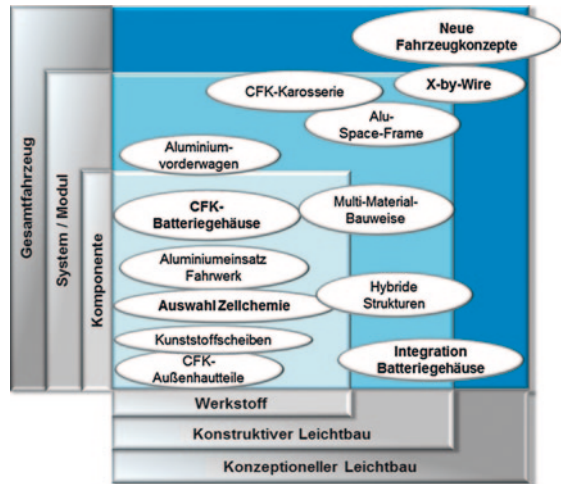 Neue
Fahrzeugkonzepte
CFK-Karosserie
X-by-Wire
Alu-
Space-Frame
Aluminium-
vorderwagen
CFK-
Batteriegehäuse
Multi-Material-
Bauweise
Aluminiumeinsatz
Fahrwerk
Auswahl Zellchemie
Hybride
Strukturen
Kunststoffscheiben
CFK-
Außenhautteile
Integration
Batteriegehäuse
Gesamtfahrzeug
System / Modul
Komponente
Werkstoff
Konstruktiver Leichtbau
Konzeptioneller Leichtbau